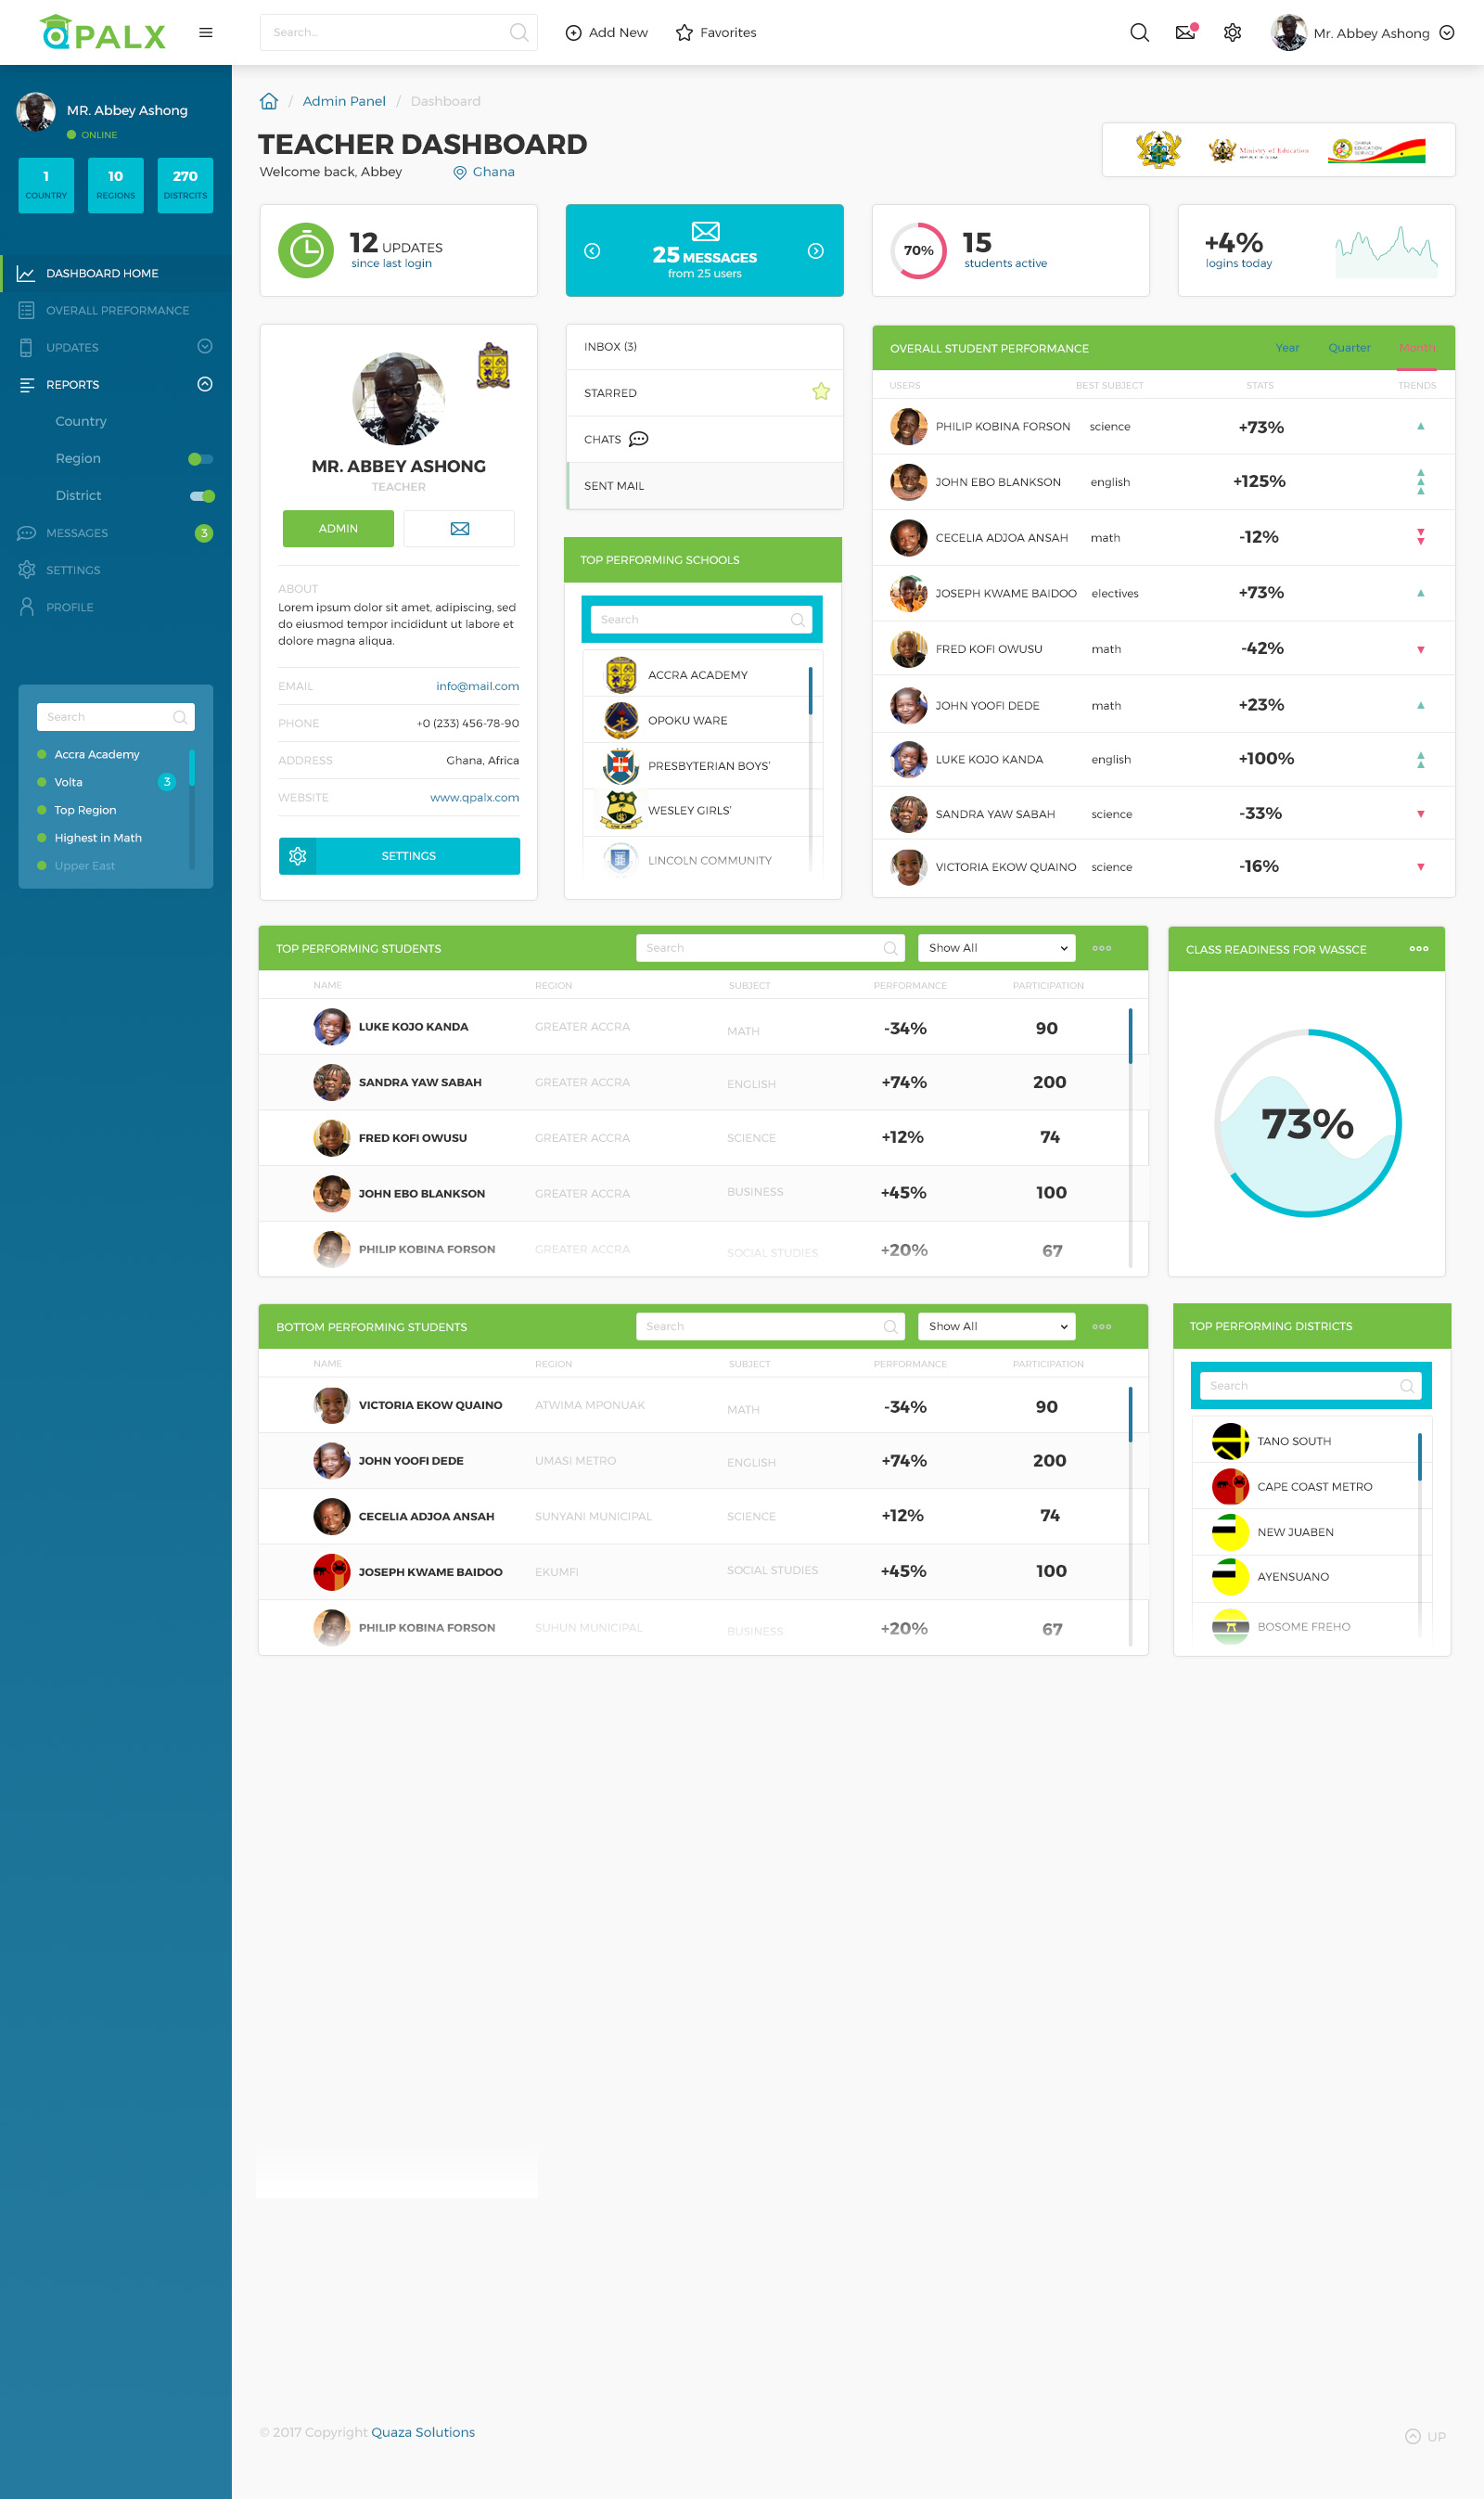 QPALX
Search...
Add New
Favorites
Mr. Abbey Ashong
MR. Abbey Ashong
ONLINE
1
COUNTRY
10
REGIONS
270
DISTRCITS
DASHBOARD HOME
OVERALL PREFORMANCE
UPDATES
REPORTS
Country
Region
District
MESSAGES
3
SETTINGS
PROFILE
Search
Accra Academy
Volta
3
Top Region
Highest in Math
Upper East
/ Admin Panel / Dashboard
TEACHER DASHBOARD
Welcome back, Abbey
Ghana
Ministry of Education
GHANA EDUCATION SERVICE
12 UPDATES
since last login
25 MESSAGES
from 25 users
70%
15
students active
+4%
logins today
MR. ABBEY ASHONG
TEACHER
ADMIN
ABOUT
Lorem ipsum dolor sit amet, adipiscing, sed
do eiusmod tempor incididunt ut labore et
dolore magna aliqua.
EMAIL info@mail.com
PHONE +0 (233) 456-78-90
ADDRESS Ghana, Africa
WEBSITE www.qpalx.com
SETTINGS
INBOX (3)
STARRED
CHATS
SENT MAIL
TOP PERFORMING SCHOOLS
Search
ACCRA ACADEMY
OPOKU WARE
PRESBYTERIAN BOYS'
WESLEY GIRLS'
LINCOLN COMMUNITY
OVERALL STUDENT PERFORMANCE Year Quarter Month
USERS BEST SUBJECT STATS TRENDS
PHILIP KOBINA FORSON science +73%
JOHN EBO BLANKSON english +125%
CECELIA ADJOA ANSAH math -12%
JOSEPH KWAME BAIDOO electives +73%
FRED KOFI OWUSU math -42%
JOHN YOOFI DEDE math +23%
LUKE KOJO KANDA english +100%
SANDRA YAW SABAH science -33%
VICTORIA EKOW QUAINO science -16%
TOP PERFORMING STUDENTS Search Show All
NAME REGION SUBJECT PERFORMANCE PARTICIPATION
LUKE KOJO KANDA GREATER ACCRA MATH -34% 90
SANDRA YAW SABAH GREATER ACCRA ENGLISH +74% 200
FRED KOFI OWUSU GREATER ACCRA SCIENCE +12% 74
JOHN EBO BLANKSON GREATER ACCRA BUSINESS +45% 100
PHILIP KOBINA FORSON GREATER ACCRA SOCIAL STUDIES +20% 67
CLASS READINESS FOR WASSCE
73%
BOTTOM PERFORMING STUDENTS Search Show All
NAME REGION SUBJECT PERFORMANCE PARTICIPATION
VICTORIA EKOW QUAINO ATWIMA MPONUAK MATH -34% 90
JOHN YOOFI DEDE UMASI METRO ENGLISH +74% 200
CECELIA ADJOA ANSAH SUNYANI MUNICIPAL SCIENCE +12% 74
JOSEPH KWAME BAIDOO EKUMFI SOCIAL STUDIES +45% 100
PHILIP KOBINA FORSON SUHUN MUNICIPAL BUSINESS +20% 67
TOP PERFORMING DISTRICTS
Search
TANO SOUTH
CAPE COAST METRO
NEW JUABEN
AYENSUANO
BOSOME FREHO
© 2017 Copyright Quaza Solutions
UP